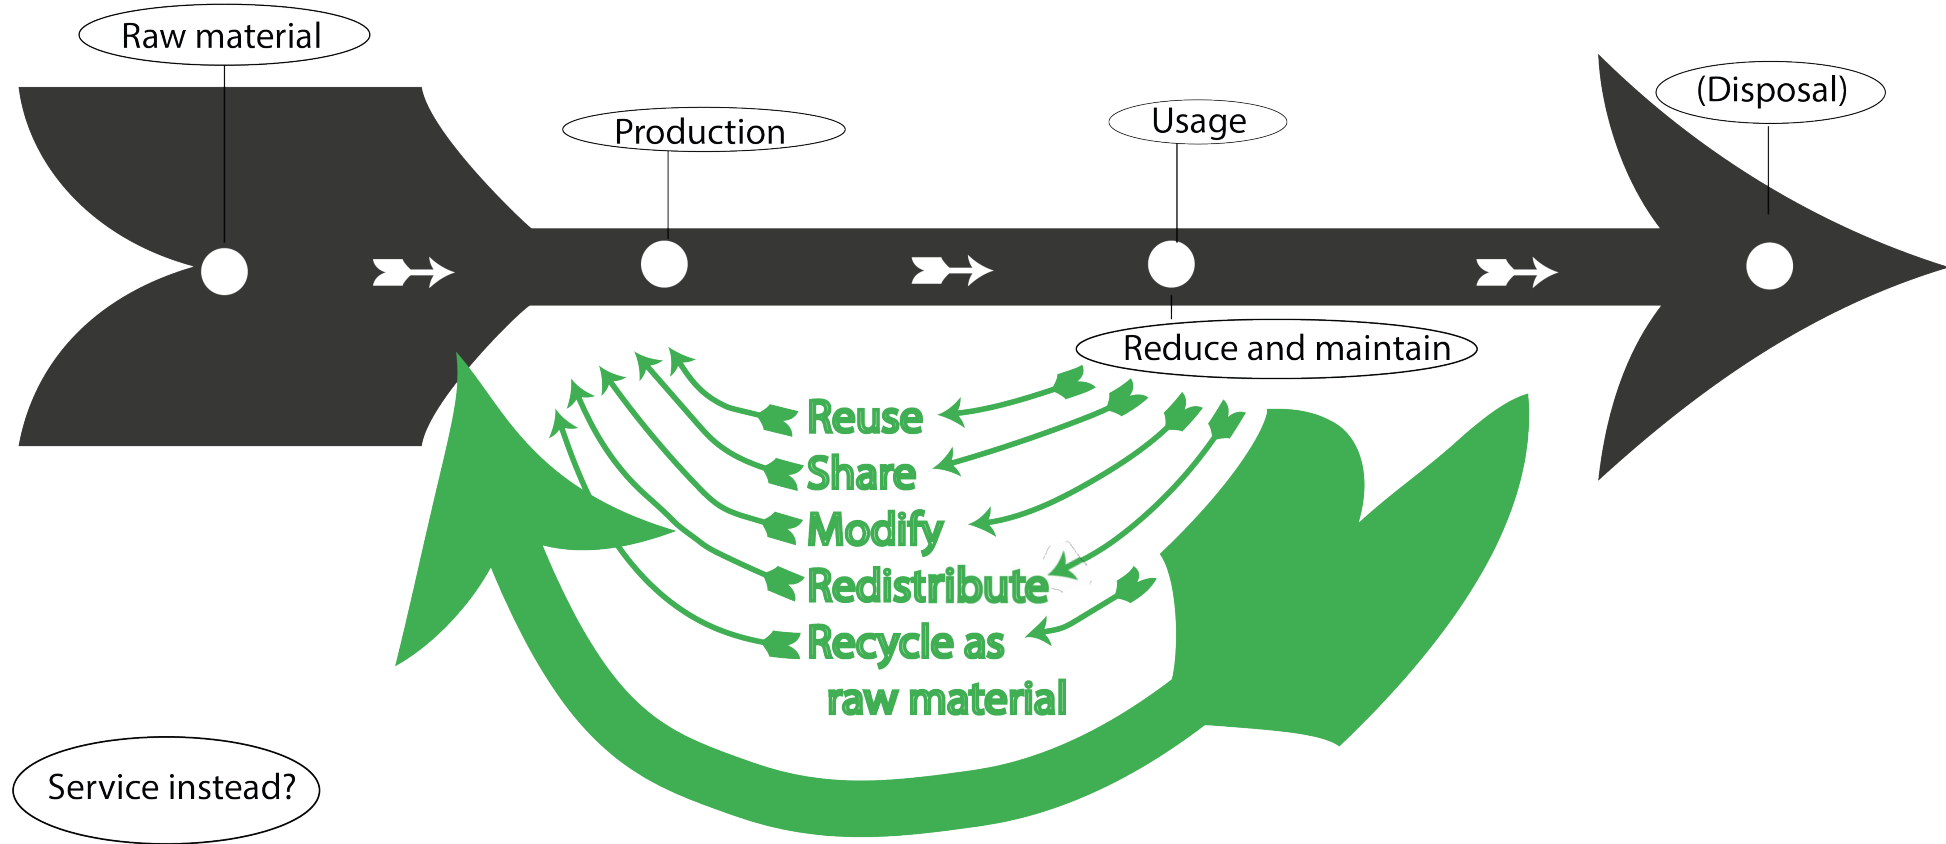 Raw material
Production
Usage
(Disposal)
Reduce and maintain
Reuse
Share
Modify
Redistribute
Recycle as
raw material
Service instead?